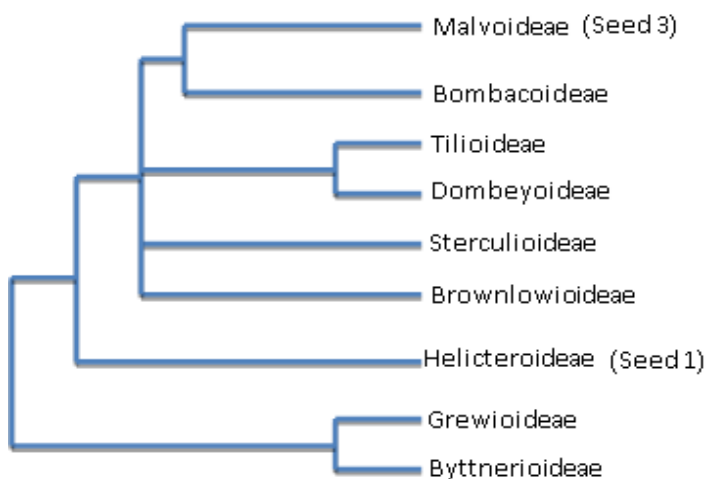 Malvoideae (Seed 3)
Bombacoideae
Tilioideae
Dombeyoideae
Sterculioideae
Brownlowioideae
Helicteroideae (Seed 1)
Grewioideae
Byttnerioideae